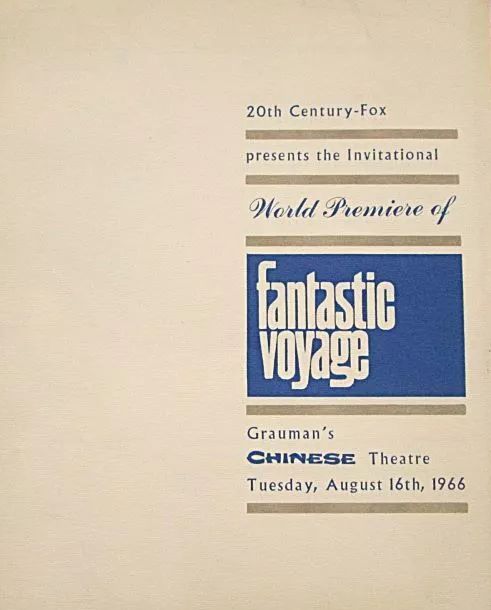 20th Century-Fox
presents the Invitational
World Premiere of
fantastic
voyage
Grauman's
CHINESE Theatre
Tuesday, August 16th, 1966